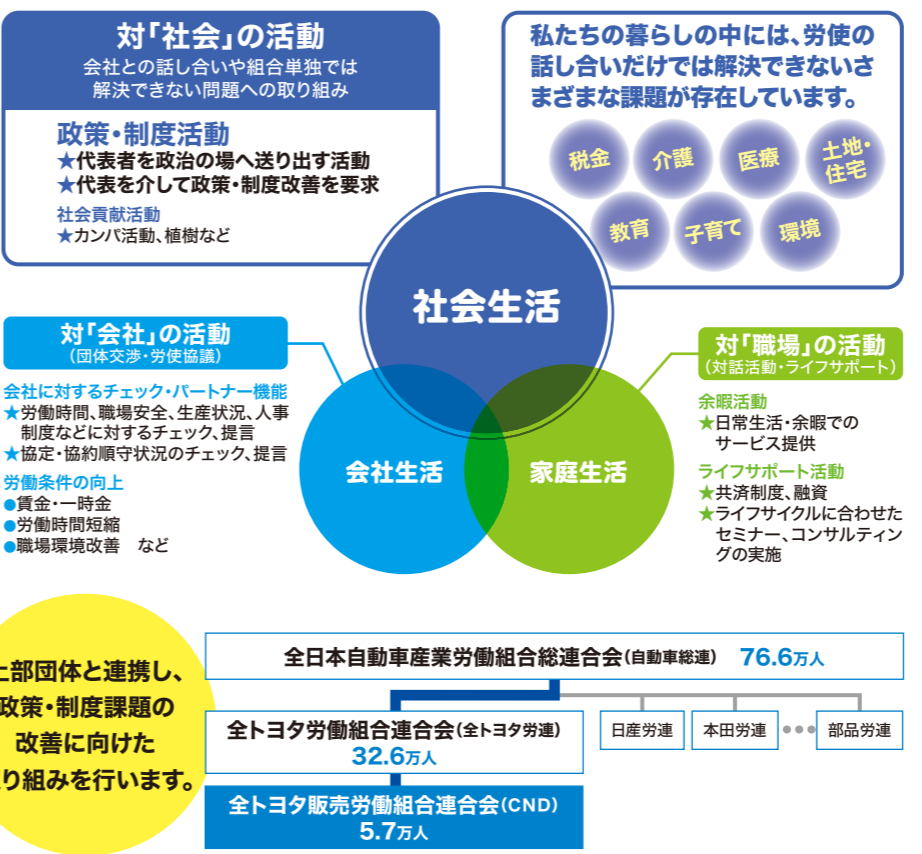 対「社会」の活動
会社との話し合いや組合単独では
解決できない問題への取り組み
政策・制度活動
★代表者を政治の場へ送り出す活動
★代表を介して政策・制度改善を要求
社会貢献活動
★カンパ活動、植樹など
私たちの暮らしの中には、労使の
話し合いだけでは解決できないさ
まざまな課題が存在しています。
税金
介護
医療
土地・
住宅
教育
子育て
環境
社会生活
会社生活
家庭生活
対「会社」の活動
(団体交渉・労使協議)
会社に対するチェック・パートナー機能
★労働時間、職場安全、生産状況、人事
制度などに対するチェック、提言
★協定・協約順守状況のチェック、提言
労働条件の向上
●賃金・一時金
●労働時間短縮
●職場環境改善 など
対「職場」の活動
(対話活動・ライフサポート)
余暇活動
★日常生活・余暇での
サービス提供
ライフサポート活動
★共済制度、融資
★ライフサイクルに合わせた
セミナー、コンサルティン
グの実施
上部団体と連携し、
政策・制度課題の
改善に向けた
取り組みを行います。
全日本自動車産業労働組合総連合会(自動車総連) 76.6万人
全トヨタ労働組合連合会(全トヨタ労連)
32.6万人
日産労連
本田労連
●●●
部品労連
全トヨタ販売労働組合連合会(CND)
5.7万人